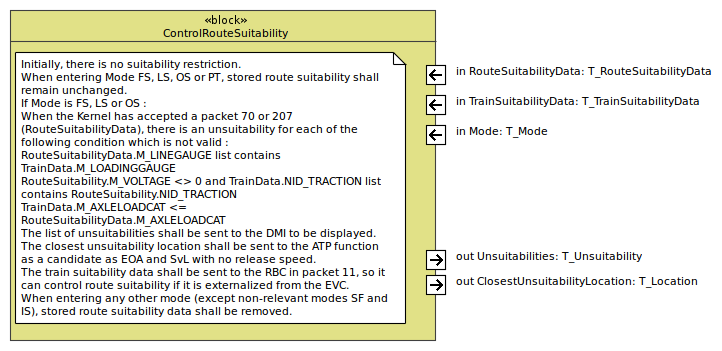 «block»
ControlRouteSuitability
Initially, there is no suitability restriction.
When entering Mode FS, LS, OS or PT, stored route suitability shall
remain unchanged.
If Mode is FS, LS or OS :
When the Kernel has accepted a packet 70 or 207
(RouteSuitabilityData), there is an unsuitability for each of the
following condition which is not valid :
RouteSuitabilityData.M_LINEGAUGE list contains
TrainData.M_LOADINGGAUGE
RouteSuitability.M_VOLTAGE <> 0 and TrainData.NID_TRACTION list
contains RouteSuitability.NID_TRACTION
TrainData.M_AXLELOADCAT <=
RouteSuitabilityData.M_AXLELOADCAT
The list of unsuitabilities shall be sent to the DMI to be displayed.
The closest unsuitability location shall be sent to the ATP function
as a candidate as EOA and SvL with no release speed.
The train suitability data shall be sent to the RBC in packet 11, so it
can control route suitability if it is externalized from the EVC.
When entering any other mode (except non-relevant modes SF and
IS), stored route suitability data shall be removed.
in RouteSuitabilityData: T_RouteSuitabilityData
in TrainSuitabilityData: T_TrainSuitabilityData
in Mode: T_Mode
out Unsuitabilities: T_Unsuitability
out ClosestUnsuitabilityLocation: T_Location